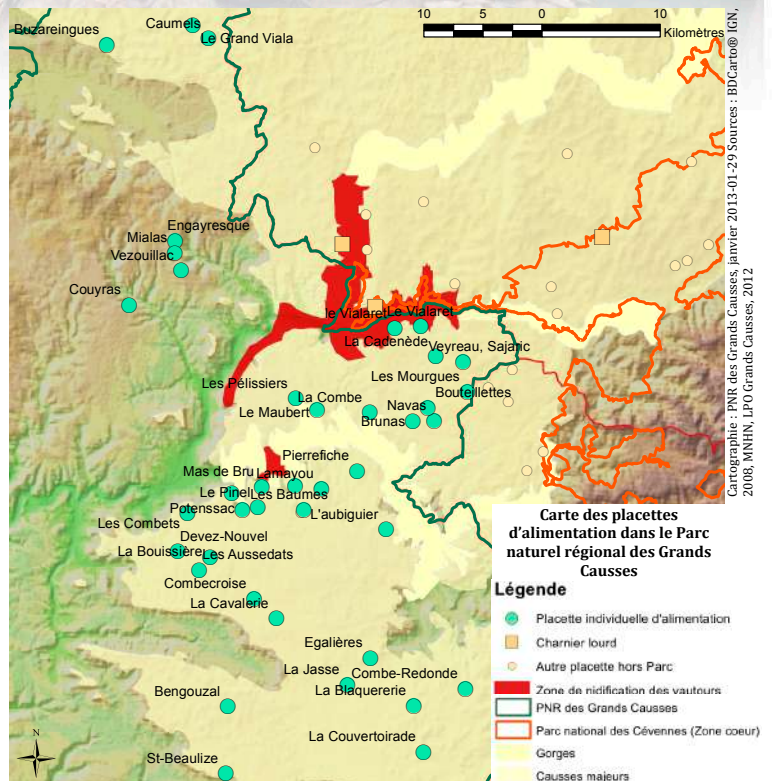 Buzareingues
Caumels
Le Grand Viala
10 5 0 10
Kilomètres
Engayresque
Mialas
Vezouillac
Couyras
le Vialaret
Le Vialaret
La Cadenède
Veyreau, Sajaric
Les Mourgues
Les Pélissiers
La Combe
Bouteillettes
Le Maubert
Navas
Brunas
Pierrefiche
Mas de Bru
Lamayou
Le Pinel
Les Baumes
Potenssac
L'aubiguier
Les Combets
Devez-Nouvel
La Bouissière
Les Aussedats
Combecroise
La Cavalerie
Egalières
La Jasse
Combe-Redonde
Bengouzal
La Blaquererie
La Couvertoirade
St-Beaulize
N
Cartographie : PNR des Grands Causses, janvier 2013-01-29 Sources : BDCarto® IGN,
2008, MNHN, LPO Grands Causses, 2012
Carte des placettes
d'alimentation dans le Parc
naturel régional des Grands
Causses
Légende
Placette individuelle d'alimentation
Charnier lourd
Autre placette hors Parc
Zone de nidification des vautours
PNR des Grands Causses
Parc national des Cévennes (Zone coeur)
Gorges
Causses majeurs